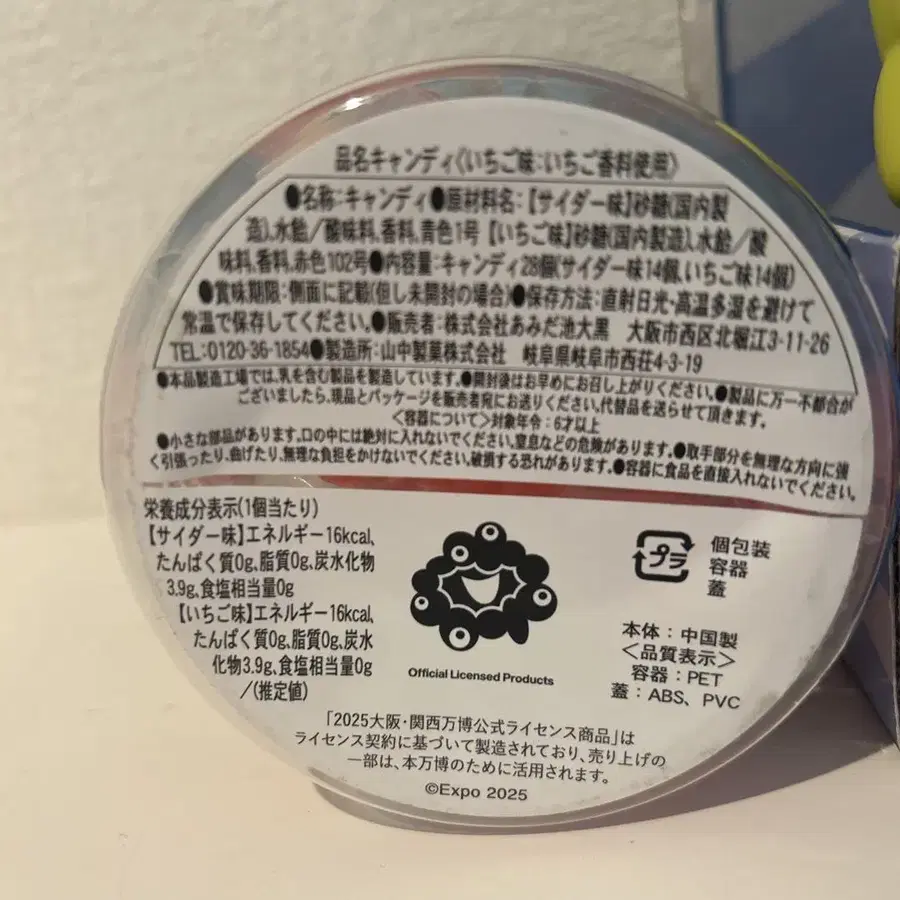 品名キャンディ〈いちご味:いちご香料使用〉
●名称:キャンディ●原材料名:【サイダー味】砂糖(国内製
造)、水飴/酸味料、香料、青色1号【いちご味】砂糖(国内製造)、水飴/酸
味料、香料、赤色102号●内容量:キャンディ28個(サイダー味14個、いちご味14個)
●賞味期限:側面に記載(但し未開封の場合)●保存方法:直射日光・高温多湿を避けて
常温で保存してください。●販売者:株式会社あみだ池大黒 大阪市西区北堀江3-11-26
TEL:0120-36-1854●製造所:山中製菓株式会社 岐阜県岐阜市西荘4-3-19
●本品製造工場では、乳を含む製品を製造しています。●開封後はお早めにお召し上がりください。●製品に万一不都合が
ございましたら、現品とパッケージを販売者宛にお送りください。代替品を送らせて頂きます。
〈容器について〉対象年令:6才以上
●小さな部品があります。口の中には絶対に入れないでください。窒息などの危険があります。●取手部分を無理な方向に強
く引張ったり、曲げたり、無理な負担をかけないでください。破損する恐れがあります。●容器に食品を直接入れないでください。
栄養成分表示(1個当たり)
【サイダー味】エネルギー16kcal、
たんぱく質0g、脂質0g、炭水化物
3.9g、食塩相当量0g
【いちご味】エネルギー16kcal、
たんぱく質0g、脂質0g、炭水
化物3.9g、食塩相当量0g
/(推定値)
Official Licensed Products
プラ
個包装
容器
蓋
本体:中国製
〈品質表示〉
容器:PET
蓋:ABS、PVC
「2025大阪・関西万博公式ライセンス商品」は
ライセンス契約に基づいて製造されており、売り上げの
一部は、本万博のために活用されます。
©Expo 2025